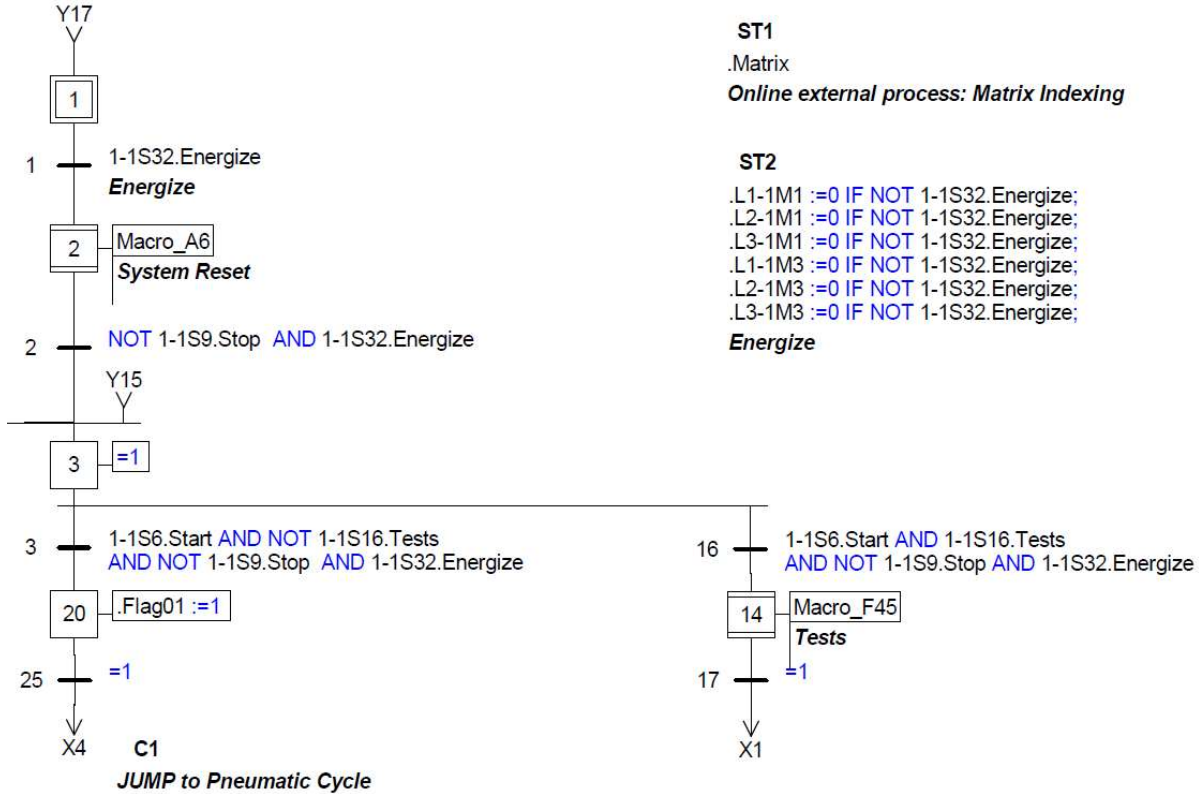 Y17
1
1
1-1S32.Energize
Energize
2
Macro_A6
System Reset
2
NOT 1-1S9.Stop AND 1-1S32.Energize
Y15
3
=1
3
1-1S6.Start AND NOT 1-1S16.Tests
AND NOT 1-1S9.Stop AND 1-1S32.Energize
20
.Flag01 :=1
25
=1
X4
C1
JUMP to Pneumatic Cycle
ST1
.Matrix
Online external process: Matrix Indexing
ST2
.L1-1M1 :=0 IF NOT 1-1S32.Energize;
.L2-1M1 :=0 IF NOT 1-1S32.Energize;
.L3-1M1 :=0 IF NOT 1-1S32.Energize;
.L1-1M3 :=0 IF NOT 1-1S32.Energize;
.L2-1M3 :=0 IF NOT 1-1S32.Energize;
.L3-1M3 :=0 IF NOT 1-1S32.Energize;
Energize
16
1-1S6.Start AND 1-1S16.Tests
AND NOT 1-1S9.Stop AND 1-1S32.Energize
14
Macro_F45
Tests
17
=1
X1